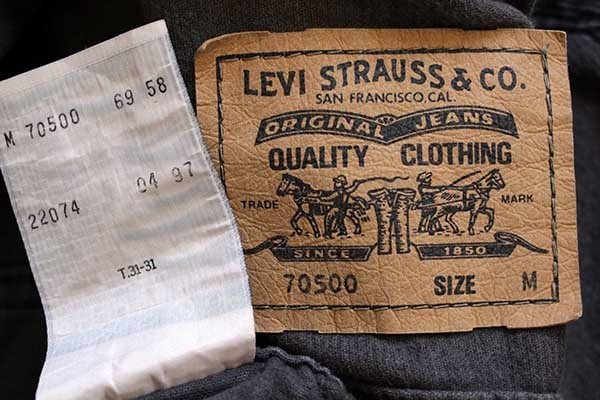 M 70500 69 58
22074 04 97
T.31-31
LEVI STRAUSS & CO.
SAN FRANCISCO, CAL.
ORIGINAL JEANS
QUALITY CLOTHING
TRADE MARK
SINCE 1850
70500 SIZE M